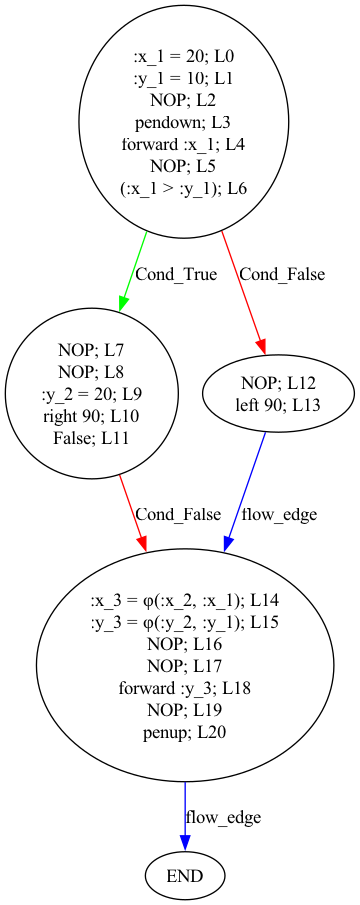 :x_1 = 20; L0
:y_1 = 10; L1
NOP; L2
pendown; L3
forward :x_1; L4
NOP; L5
(:x_1 > :y_1); L6
Cond_True
Cond_False
NOP; L7
NOP; L8
:y_2 = 20; L9
right 90; L10
False; L11
NOP; L12
left 90; L13
Cond_False
flow_edge
:x_3 = φ(:x_2, :x_1); L14
:y_3 = φ(:y_2, :y_1); L15
NOP; L16
NOP; L17
forward :y_3; L18
NOP; L19
penup; L20
flow_edge
END